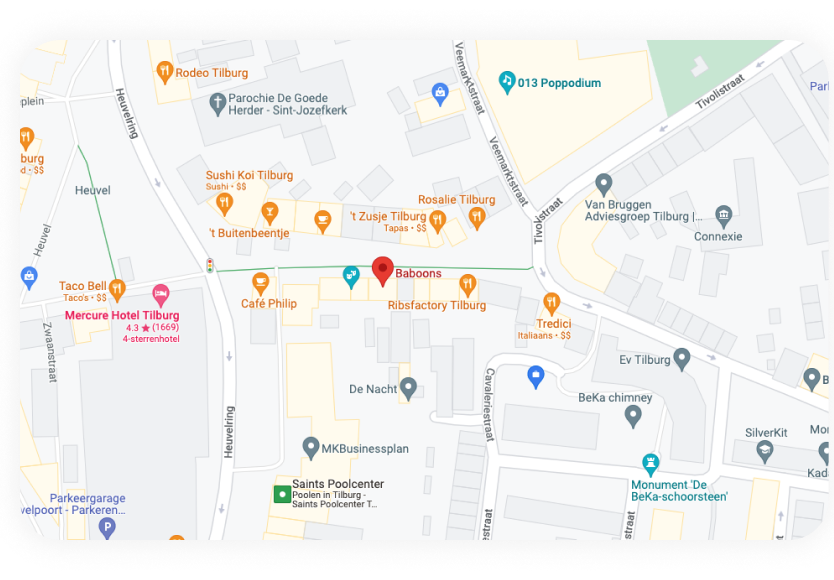 Veemarktstraat
013 Poppodium
Rodeo Tilburg
Tivolistraat
Parl
plein
Heuvelring
Parochie De Goede
Herder - Sint-Jozefkerk
burg
d • $$
Veemarktstraat
Sushi Koi Tilburg
Sushi • $$
Heuvel
Rosalie Tilburg
Van Bruggen
Adviesgroep Tilburg |...
't Zusje Tilburg
Tapas • $$
't Buitenbeentje
Tivolistraat
Connexie
Heuvel
Baboons
Taco Bell
Taco's • $$
Café Philip
Ribsfactory Tilburg
Mercure Hotel Tilburg
4.3 ★ (1669)
4-sterrenhotel
Tredici
Italiaans • $$
Zwaanstraat
Ev Tilburg
De Nacht
B
BeKa chimney
Cavaleriestraat
Heuvelring
SilverKit
Mor
MKBusinessplan
Kada
Saints Poolcenter
Poolen in Tilburg -
Saints Poolcenter T...
Monument 'De
BeKa-schoorsteen'
Parkeergarage
velpoort - Parkeren...
P
estraat
straat